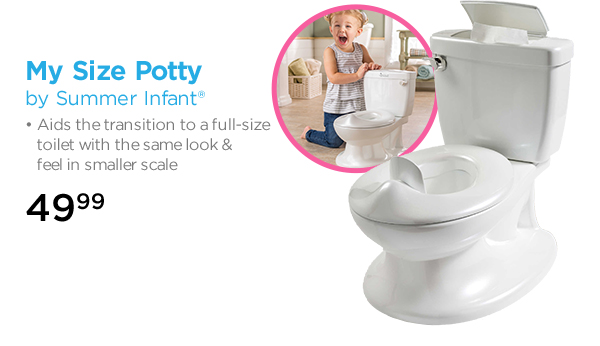 My Size Potty
by Summer Infant®
• Aids the transition to a full-size
toilet with the same look &
feel in smaller scale
49⁹⁹